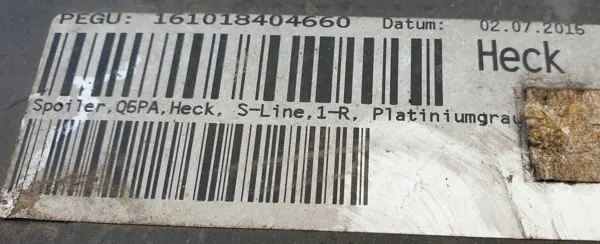 PEGU: 161018404660 Datum: 02.07.2015
Heck
Spoiler,Q5PA,Heck, S-Line,1-R, Platiniumgrau